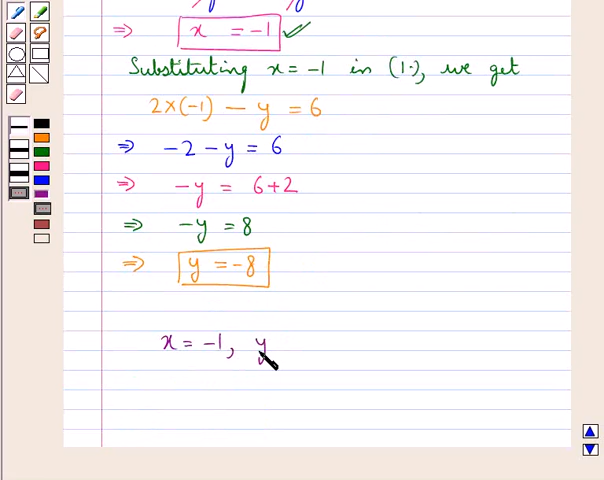 ⇒ x = -1 ✓
Substituting x = -1 in (1.), we get
2×(-1) - y = 6
⇒ -2 - y = 6
⇒ -y = 6+2
⇒ -y = 8
⇒ y = -8
x = -1, y